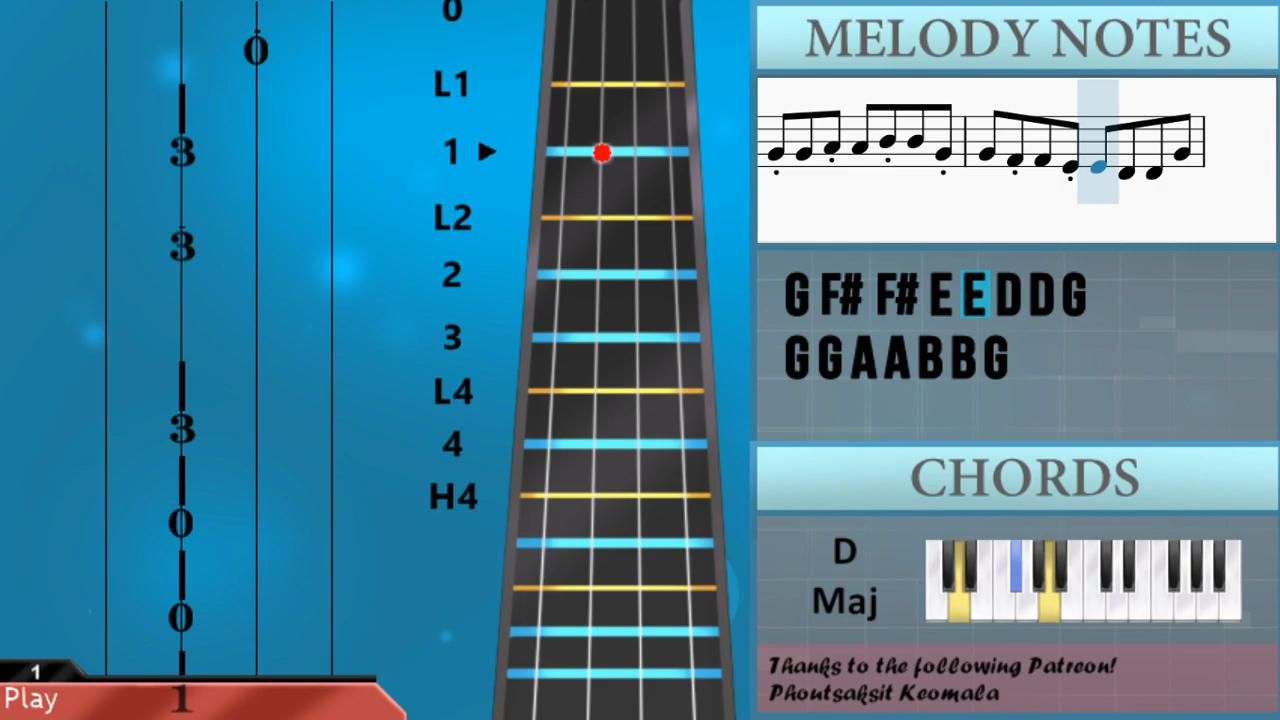 0
0
L1
3
1
L2
3
2
3
L4
3
4
H4
0
0
1
Play
1
MELODY NOTES
G F# F# E E D D G
G G A A B B G
CHORDS
D
Maj
Thanks to the following Patreon!
Phoutsaksit Keomala